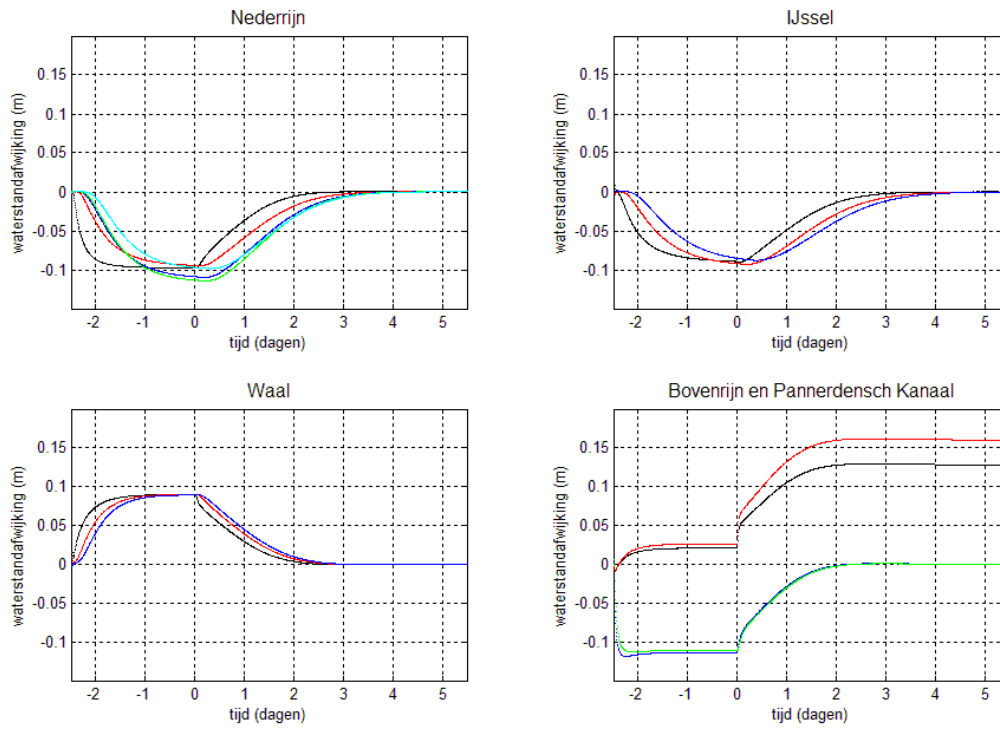 Nederrijn
waterstandafwijking (m)
0.15
0.1
0.05
0
-0.05
-0.1
-2 -1 0 1 2 3 4 5
tijd (dagen)
IJssel
waterstandafwijking (m)
0.15
0.1
0.05
0
-0.05
-0.1
-2 -1 0 1 2 3 4 5
tijd (dagen)
Waal
waterstandafwijking (m)
0.15
0.1
0.05
0
-0.05
-0.1
-2 -1 0 1 2 3 4 5
tijd (dagen)
Bovenrijn en Pannerdensch Kanaal
waterstandafwijking (m)
0.15
0.1
0.05
0
-0.05
-0.1
-2 -1 0 1 2 3 4 5
tijd (dagen)